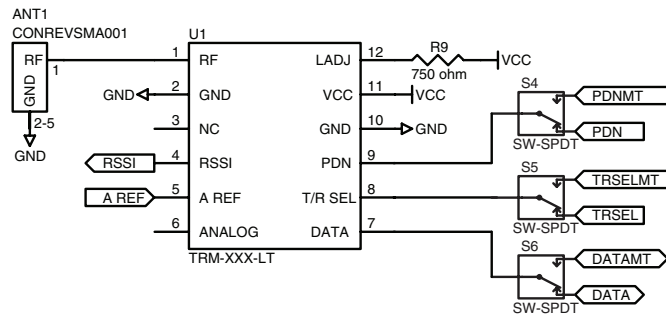 ANT1
CONREVSMA001
RF
1
GND
2-5
GND
U1
TRM-XXX-LT
1
RF
2
GND
GND
3
NC
4
RSSI
RSSI
5
A REF
A REF
6
ANALOG
LADJ
12
R9
750 ohm
VCC
VCC
11
VCC
GND
10
GND
PDN
9
T/R SEL
8
DATA
7
S4
PDNMT
PDN
SW-SPDT
S5
TRSELMT
TRSEL
SW-SPDT
S6
DATAMT
DATA
SW-SPDT